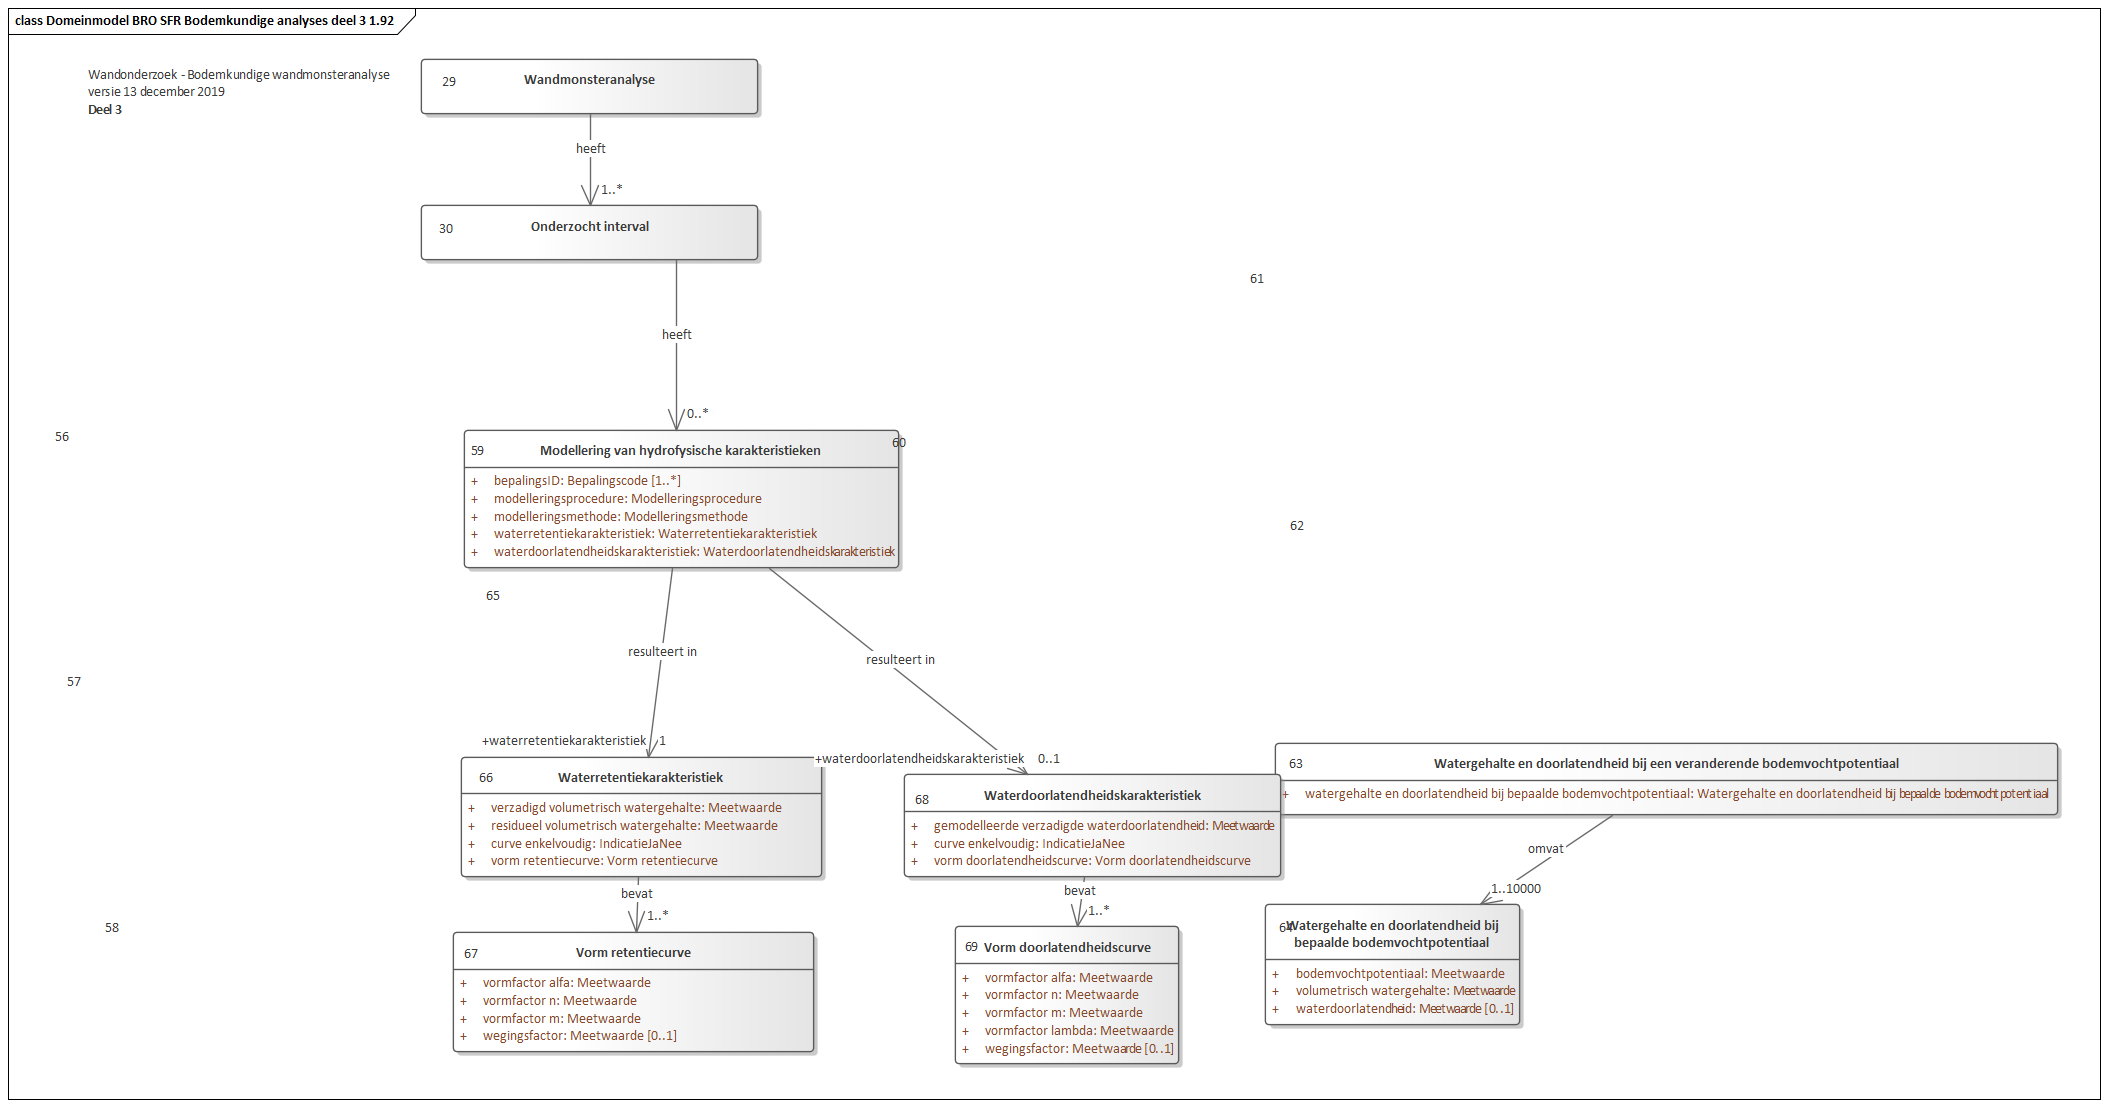 class Domeinmodel BRO SFR Bodemkundige analyses deel 3 1.92
Wandonderzoek - Bodemkundige wandmonsteranalyse
versie 13 december 2019
Deel 3
29 Wandmonsteranalyse
heeft
1..*
30 Onderzocht interval
61
heeft
0..*
56
60
59 Modellering van hydrofysische karakteristieken
+ bepalingsID: Bepalingscode [1..*]
+ modelleringsprocedure: Modelleringsprocedure
+ modelleringsmethode: Modelleringsmethode
+ waterretentiekarakteristiek: Waterretentiekarakteristiek
+ waterdoorlatendheidskarakteristiek: Waterdoorlatendheidskarakteristiek
62
65
resulteert in
resulteert in
57
+waterretentiekarakteristiek 1
+waterdoorlatendheidskarakteristiek 0..1
66 Waterretentiekarakteristiek
+ verzadigd volumetrisch watergehalte: Meetwaarde
+ residueel volumetrisch watergehalte: Meetwaarde
+ curve enkelvoudig: IndicatieJaNee
+ vorm retentiecurve: Vorm retentiecurve
68 Waterdoorlatendheidskarakteristiek
+ gemodelleerde verzadigde waterdoorlatendheid: Meetwaarde
+ curve enkelvoudig: IndicatieJaNee
+ vorm doorlatendheidscurve: Vorm doorlatendheidscurve
63 Watergehalte en doorlatendheid bij een veranderende bodemvochtpotentiaal
+ watergehalte en doorlatendheid bij bepaalde bodemvochtpotentiaal: Watergehalte en doorlatendheid bij bepaalde bodemvochtpotentiaal
omvat
1..10000
bevat
1..*
bevat
1..*
58
67 Vorm retentiecurve
+ vormfactor alfa: Meetwaarde
+ vormfactor n: Meetwaarde
+ vormfactor m: Meetwaarde
+ wegingsfactor: Meetwaarde [0..1]
69 Vorm doorlatendheidscurve
+ vormfactor alfa: Meetwaarde
+ vormfactor n: Meetwaarde
+ vormfactor m: Meetwaarde
+ vormfactor lambda: Meetwaarde
+ wegingsfactor: Meetwaarde [0..1]
64 Watergehalte en doorlatendheid bij
bepaalde bodemvochtpotentiaal
+ bodemvochtpotentiaal: Meetwaarde
+ volumetrisch watergehalte: Meetwaarde
+ waterdoorlatendheid: Meetwaarde [0..1]